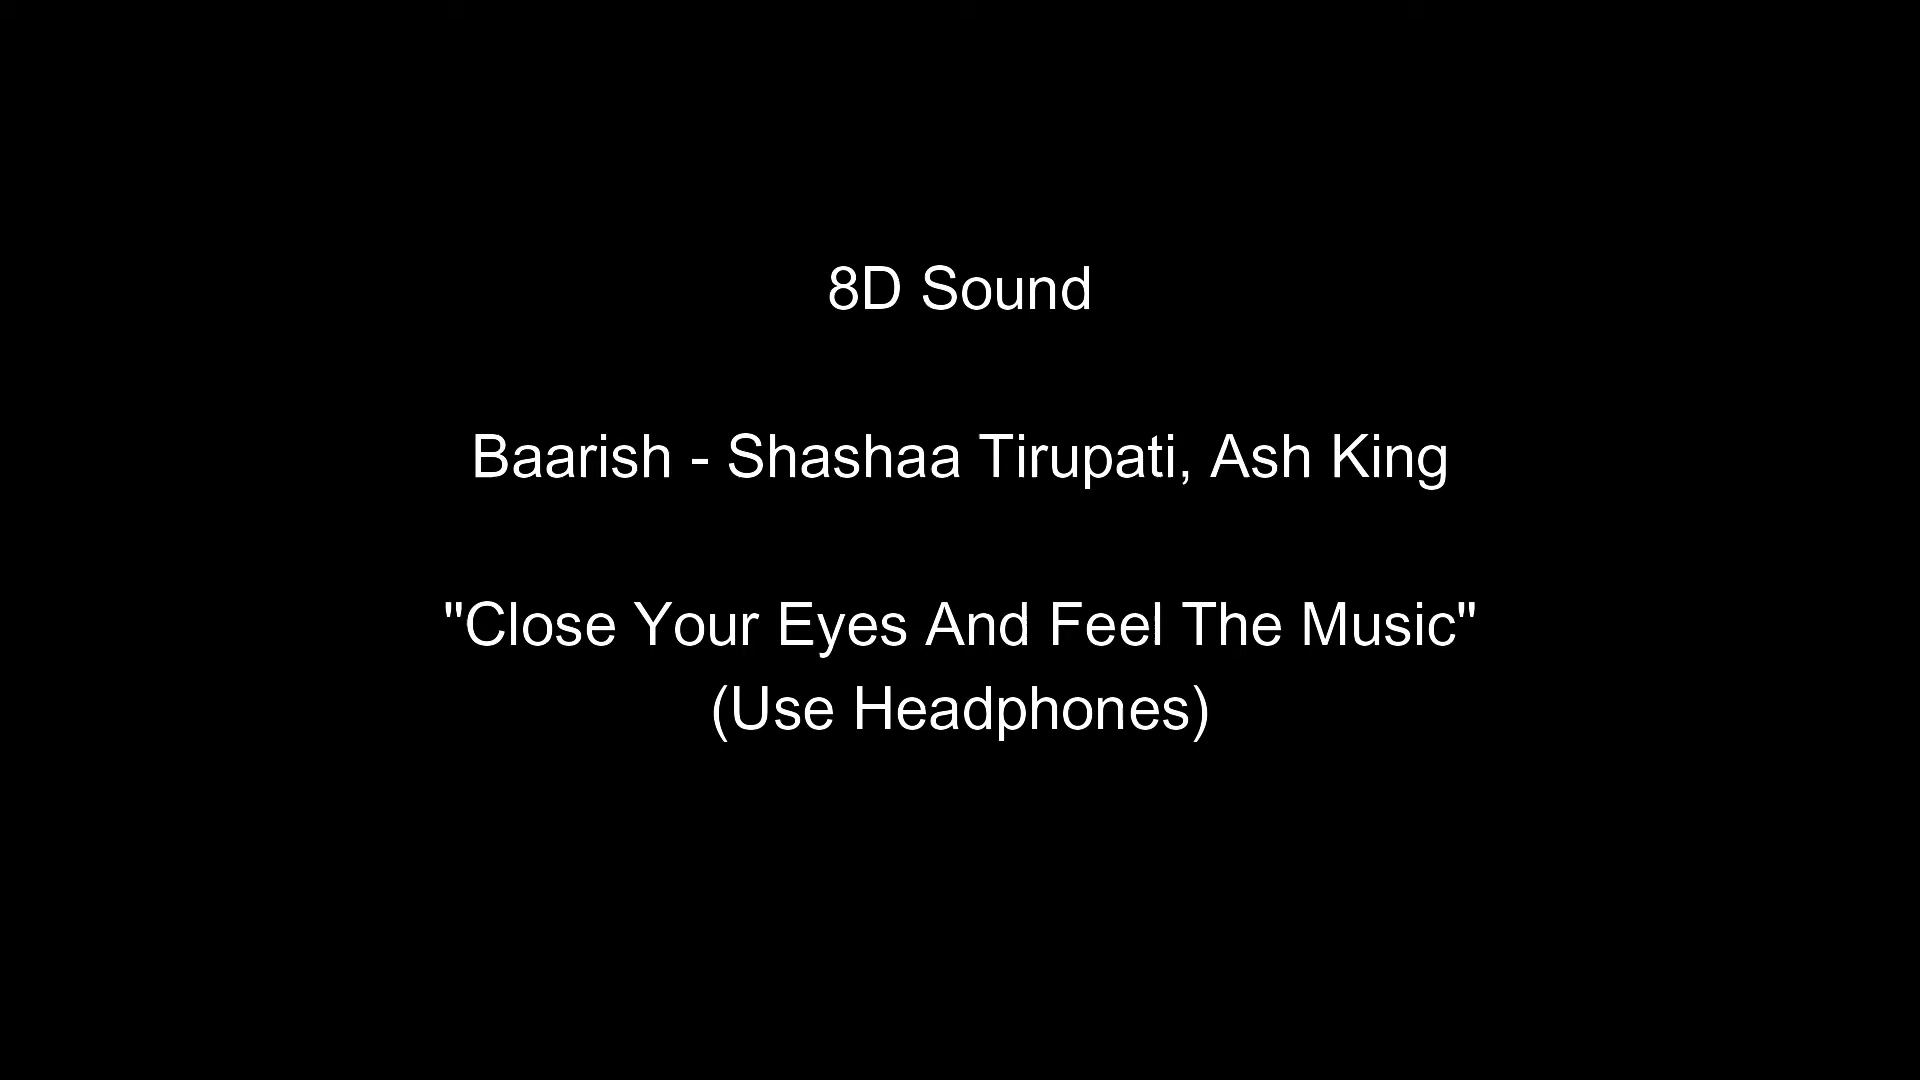 8D Sound
Baarish - Shashaa Tirupati, Ash King
"Close Your Eyes And Feel The Music"
(Use Headphones)